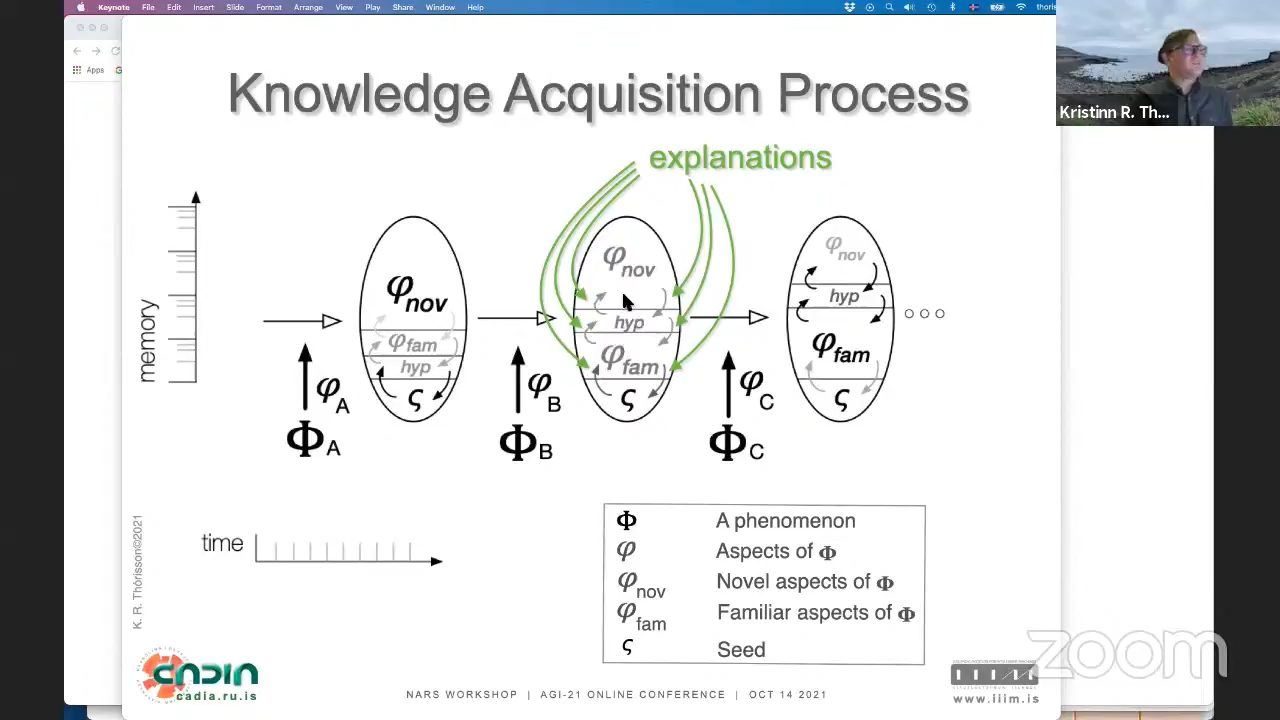 Keynote File Edit Insert Slide Format Arrange View Play Share Window Help
Apps
Kristinn R. Th...
Knowledge Acquisition Process
explanations
memory
φnov
φfam
hyp
ς
φA
ΦA
φnov
hyp
φfam
ς
φB
ΦB
φnov
hyp
φfam
ς
φC
ΦC
time
Φ A phenomenon
φ Aspects of Φ
φnov Novel aspects of Φ
φfam Familiar aspects of Φ
ς Seed
K. R. Thórisson©2021
CADIA
cadia.ru.is
NARS WORKSHOP | AGI-21 ONLINE CONFERENCE | OCT 14 2021
IIIM
www.iiim.is
zoom